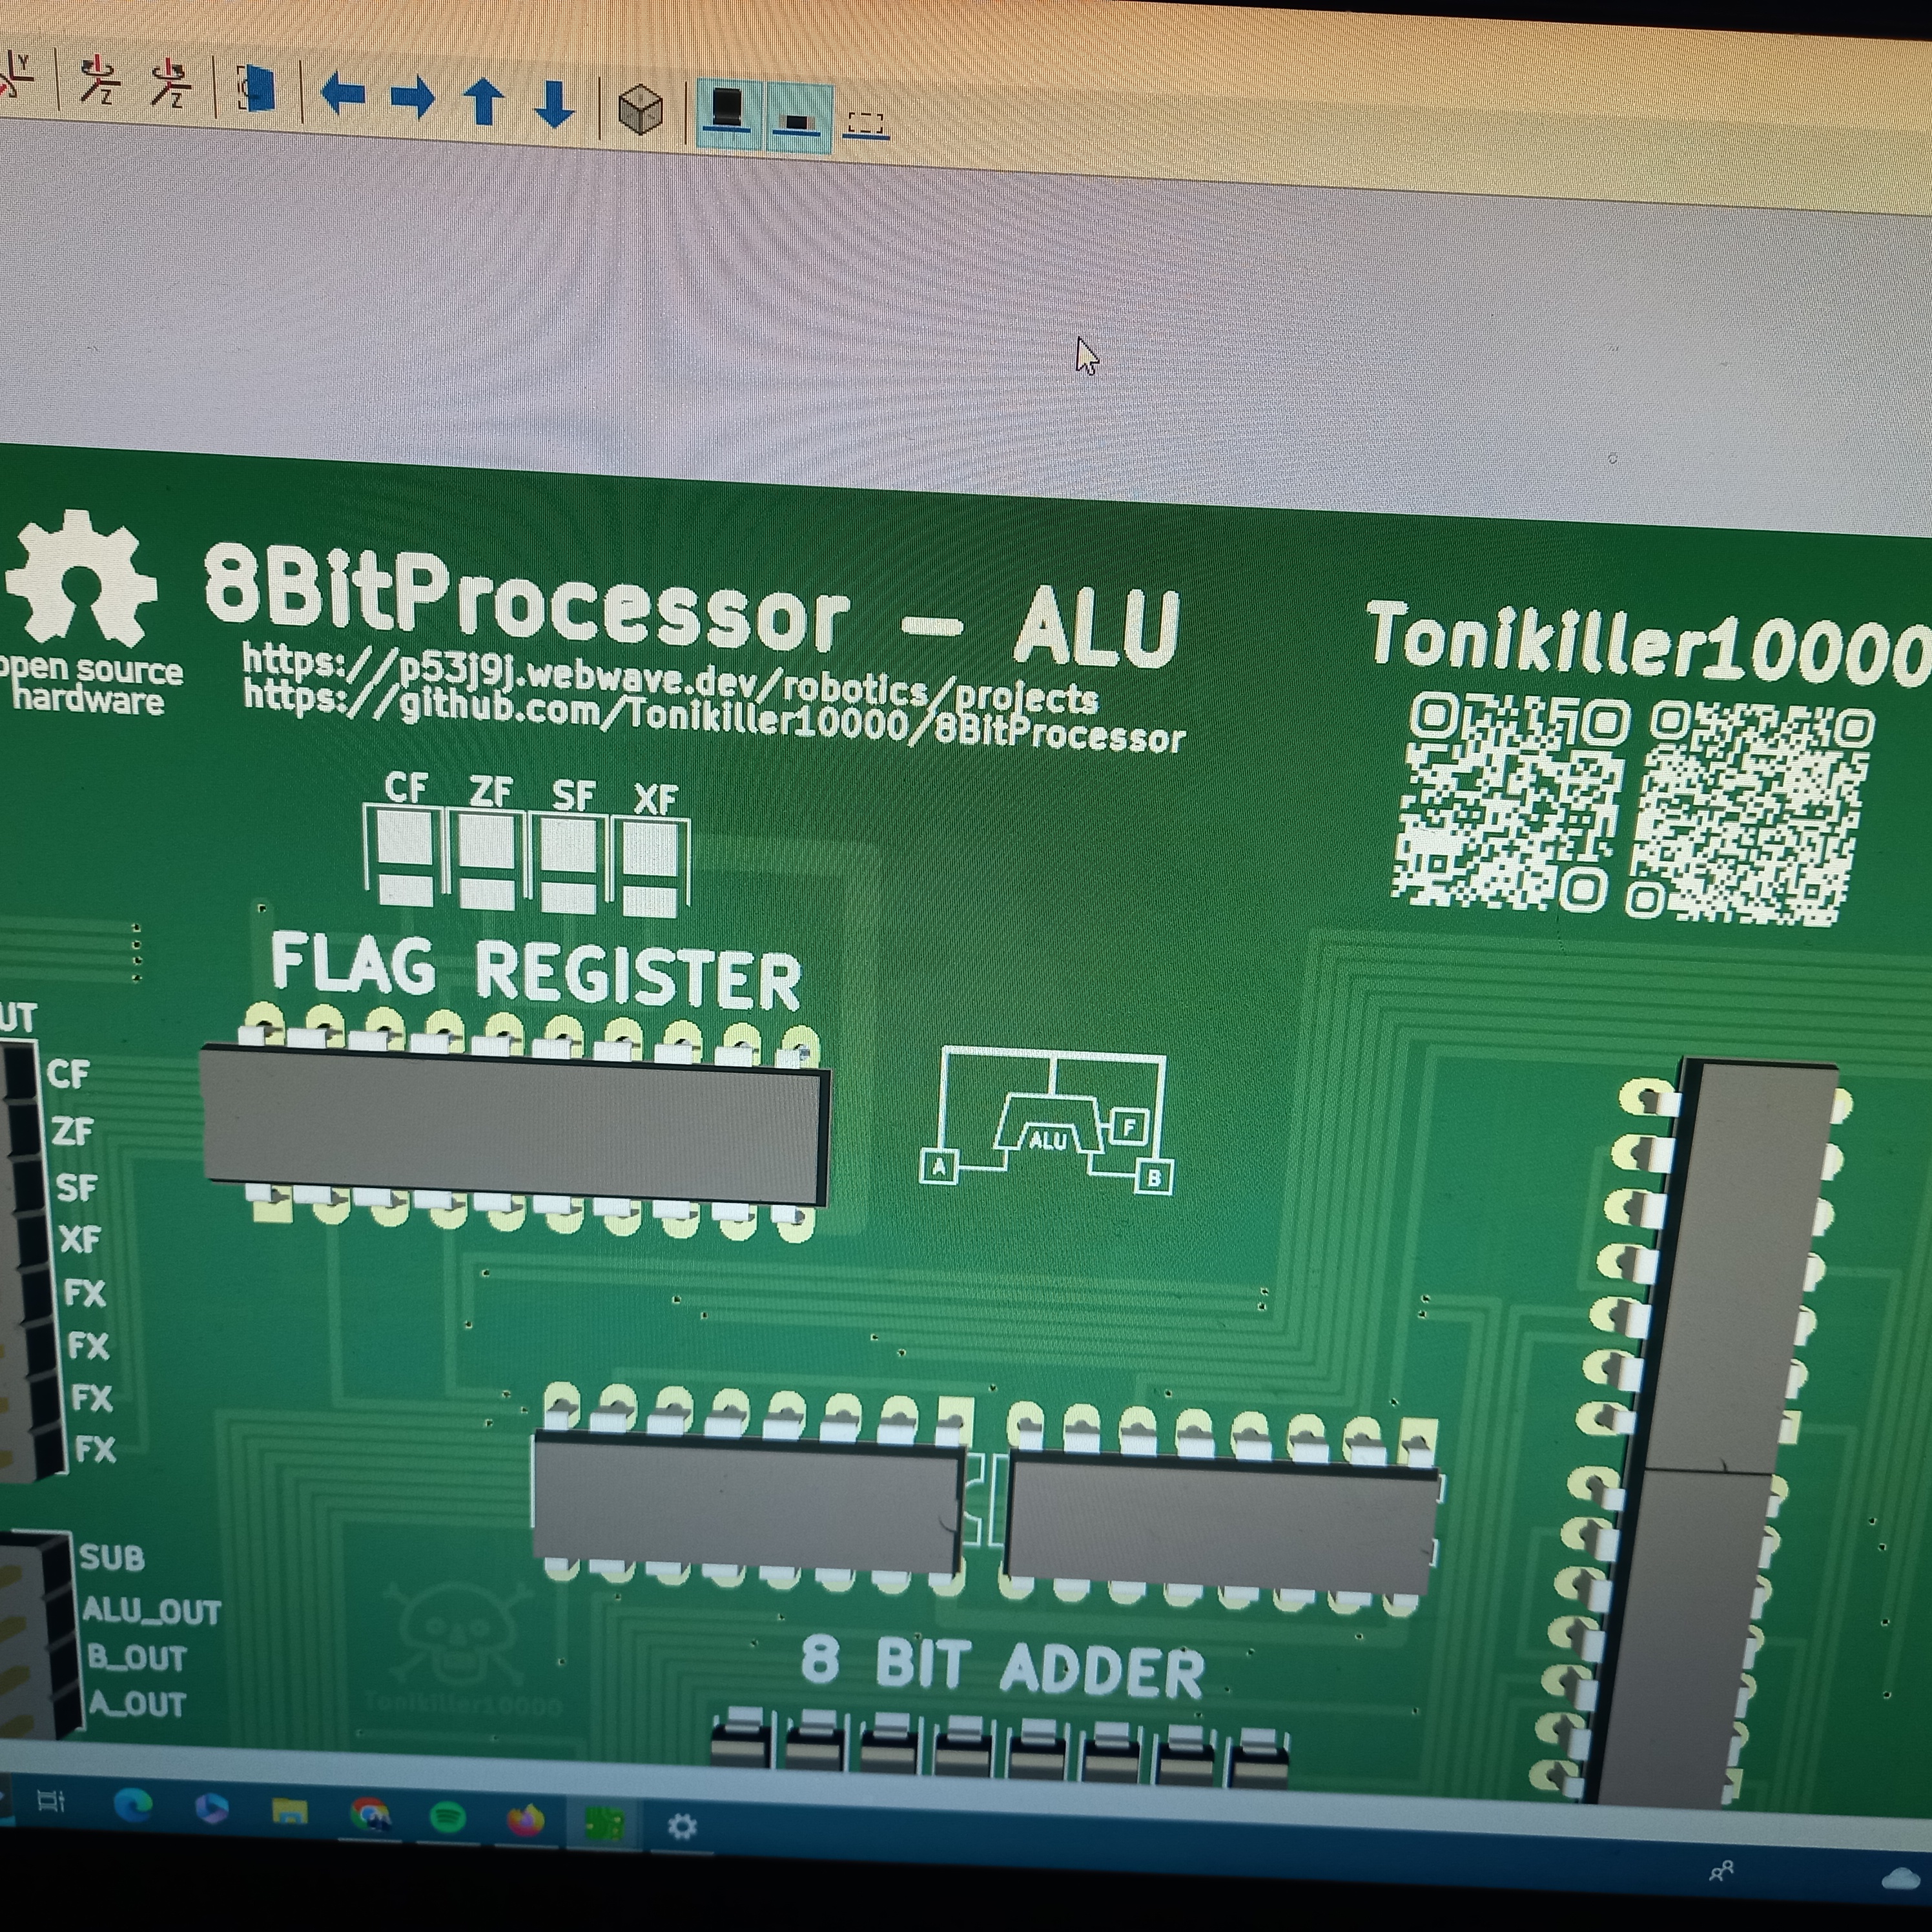 Y
Z
Z
8BitProcessor - ALU
Tonikiller10000
open source
hardware
https://p53j9j.webwave.dev/robotics/projects
https://github.com/Tonikiller10000/8BitProcessor
CF ZF SF XF
FLAG REGISTER
UT
CF
ZF
SF
XF
FX
FX
FX
FX
ALU
F
A
B
SUB
ALU_OUT
B_OUT
A_OUT
8 BIT ADDER
Tonikiller10000